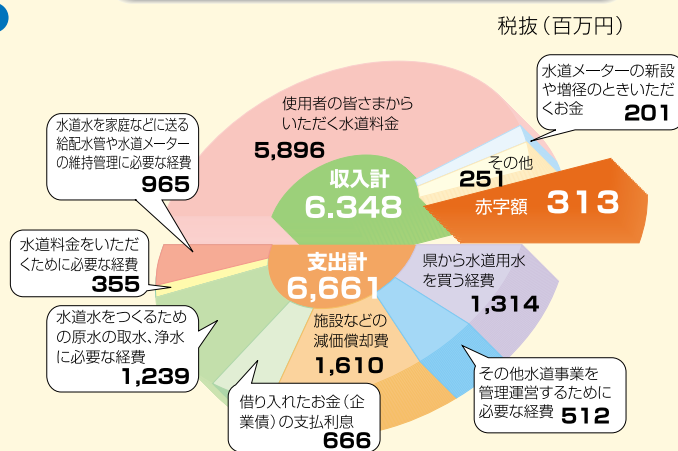 税抜(百万円)
使用者の皆さまから
いただく水道料金
5,896
水道メーターの新設
や増径のときいただ
くお金
201
その他
251
収入計
6.348
赤字額 313
水道水を家庭などに送る
給配水管や水道メーター
の維持管理に必要な経費
965
水道料金をいただ
くために必要な経費
355
水道水をつくるため
の原水の取水、浄水
に必要な経費
1,239
借り入れたお金(企
業債)の支払利息
666
支出計
6,661
施設などの
減価償却費
1,610
県から水道用水
を買う経費
1,314
その他水道事業を
管理運営するために
必要な経費 512